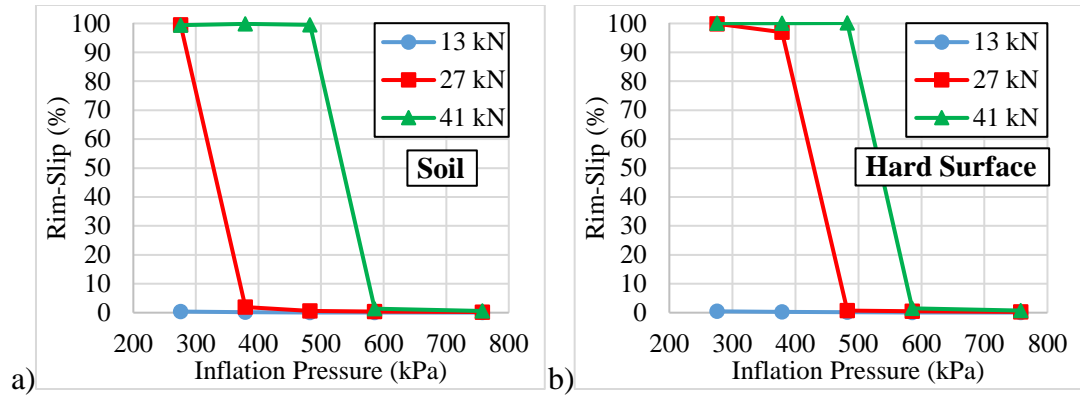 100
90
80
70
60
50
40
30
20
10
0
Rim-Slip (%)
13 kN
27 kN
41 kN
Soil
200 300 400 500 600 700 800
Inflation Pressure (kPa)
a)
100
90
80
70
60
50
40
30
20
10
0
Rim-Slip (%)
13 kN
27 kN
41 kN
Hard Surface
200 300 400 500 600 700 800
Inflation Pressure (kPa)
b)